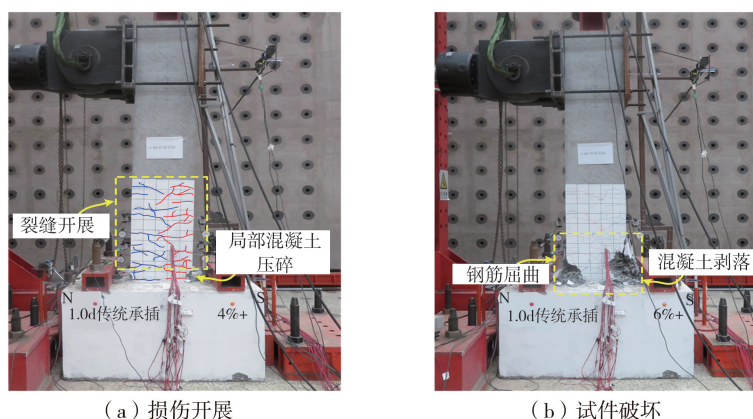 裂缝开展
局部混凝土
压碎
N
S
1.0d传统承插
4%+
(a)损伤开展
钢筋屈曲
混凝土剥落
N
S
1.0d传统承插
6%+
(b)试件破坏